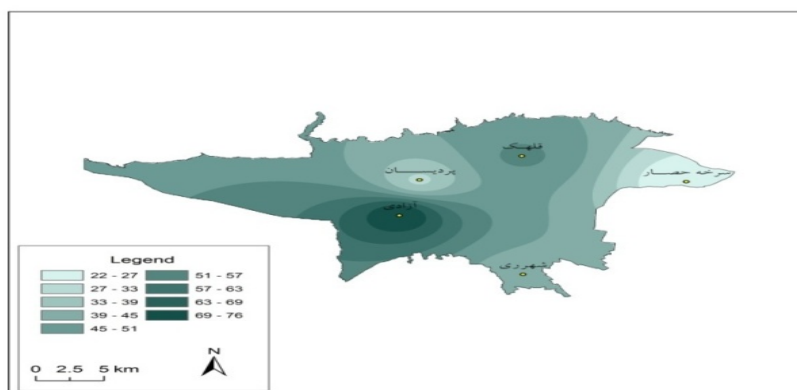 قلهک
پردیسان
سرخه حصار
آزادی
شهرری
Legend
22 - 27
27 - 33
33 - 39
39 - 45
45 - 51
51 - 57
57 - 63
63 - 69
69 - 76
N
0 2.5 5 km